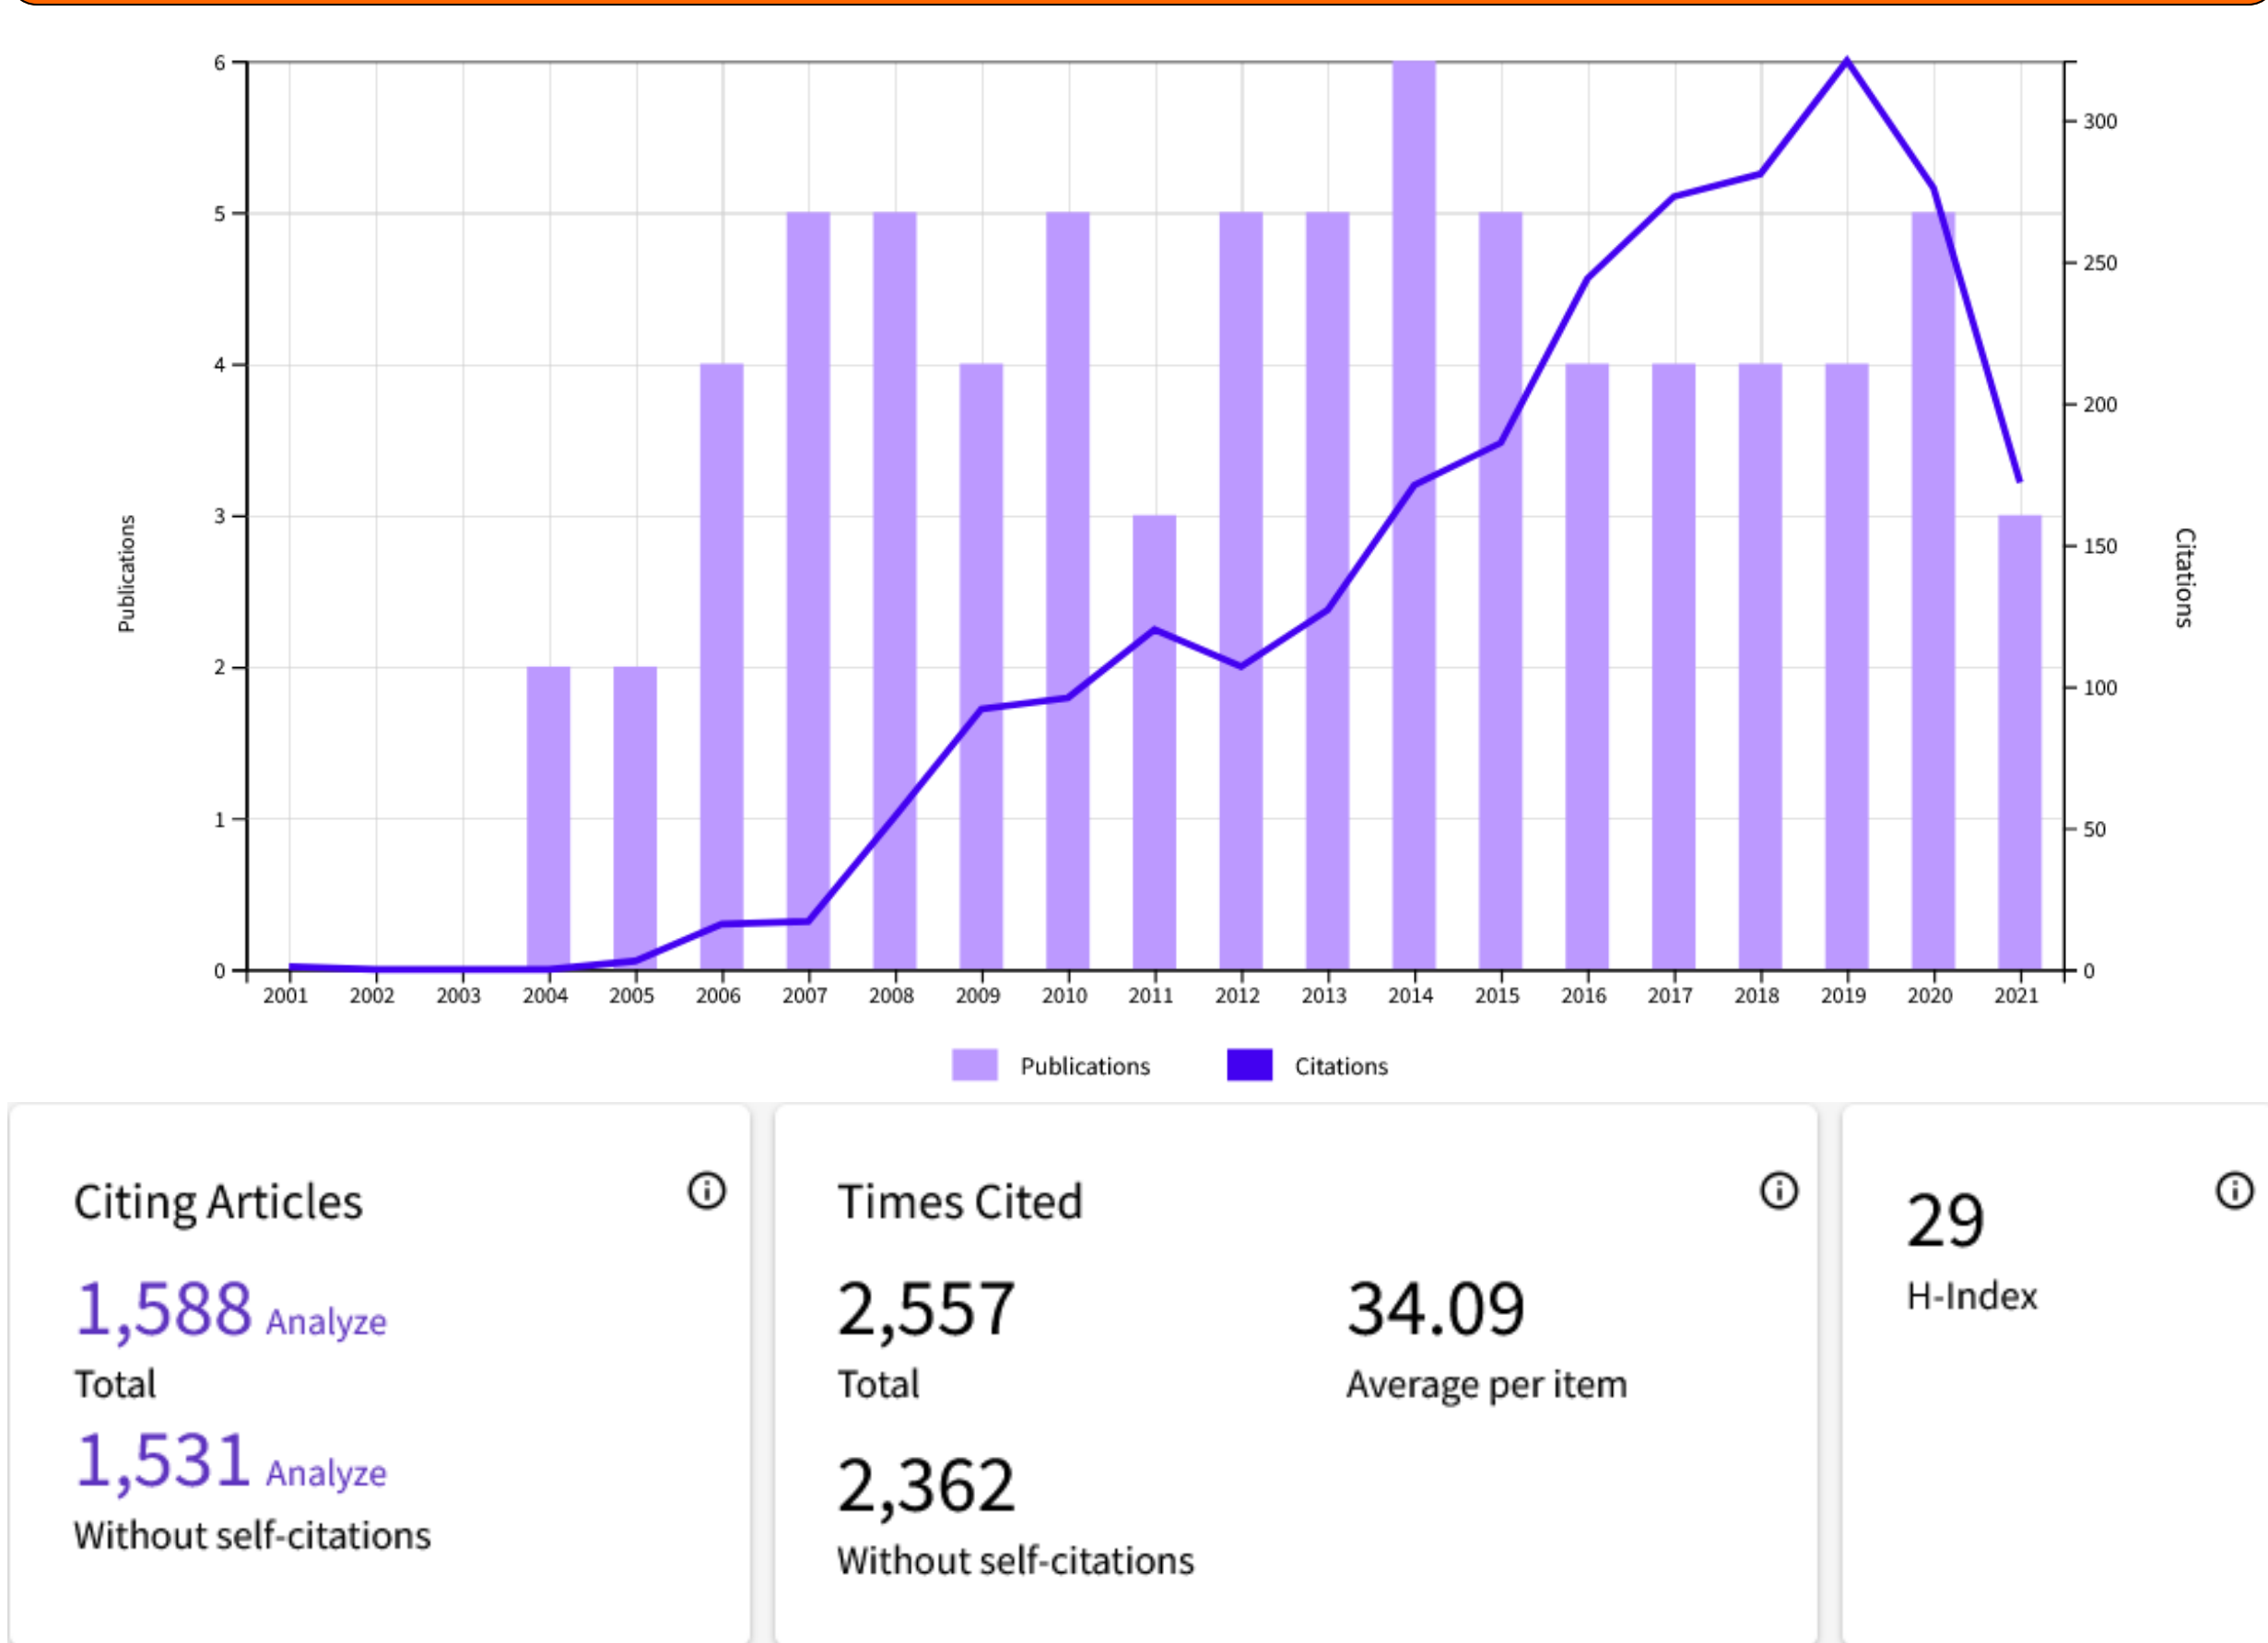 6
5
4
3
2
1
0
Publications
300
250
200
150
100
50
0
Citations
2001 2002 2003 2004 2005 2006 2007 2008 2009 2010 2011 2012 2013 2014 2015 2016 2017 2018 2019 2020 2021
Publications Citations
Citing Articles
1,588 Analyze
Total
1,531 Analyze
Without self-citations
Times Cited
2,557
Total
2,362
Without self-citations
34.09
Average per item
29
H-Index